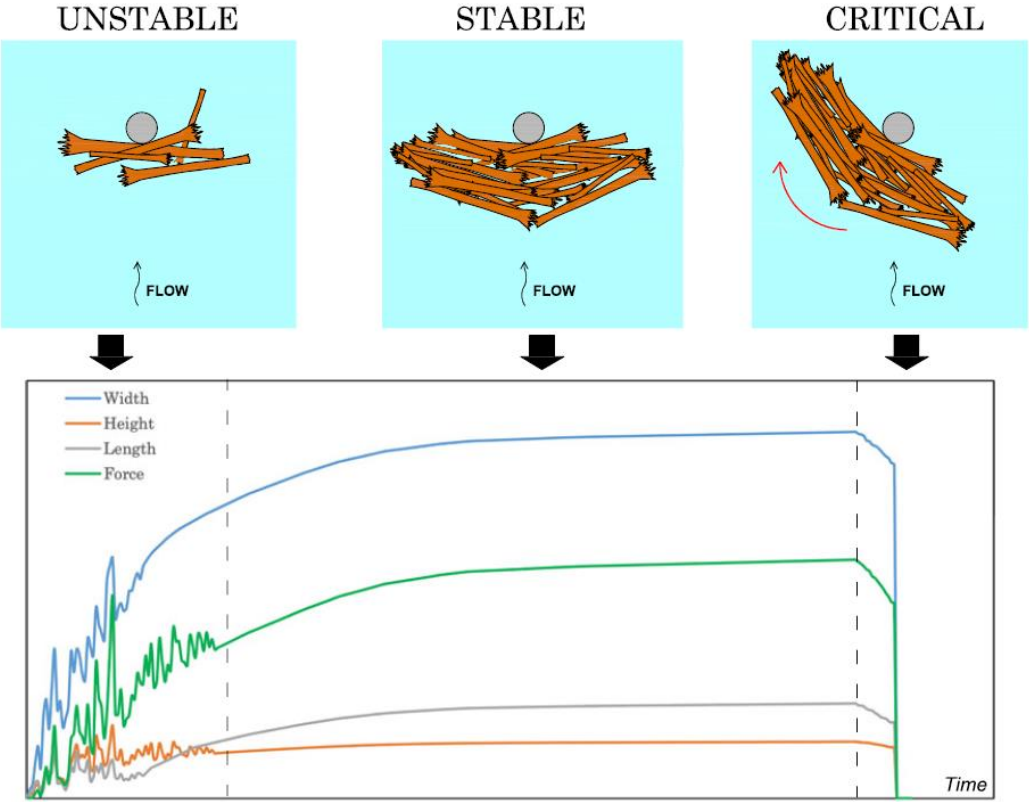 UNSTABLE
STABLE
CRITICAL
FLOW
FLOW
FLOW
Width
Height
Length
Force
Time